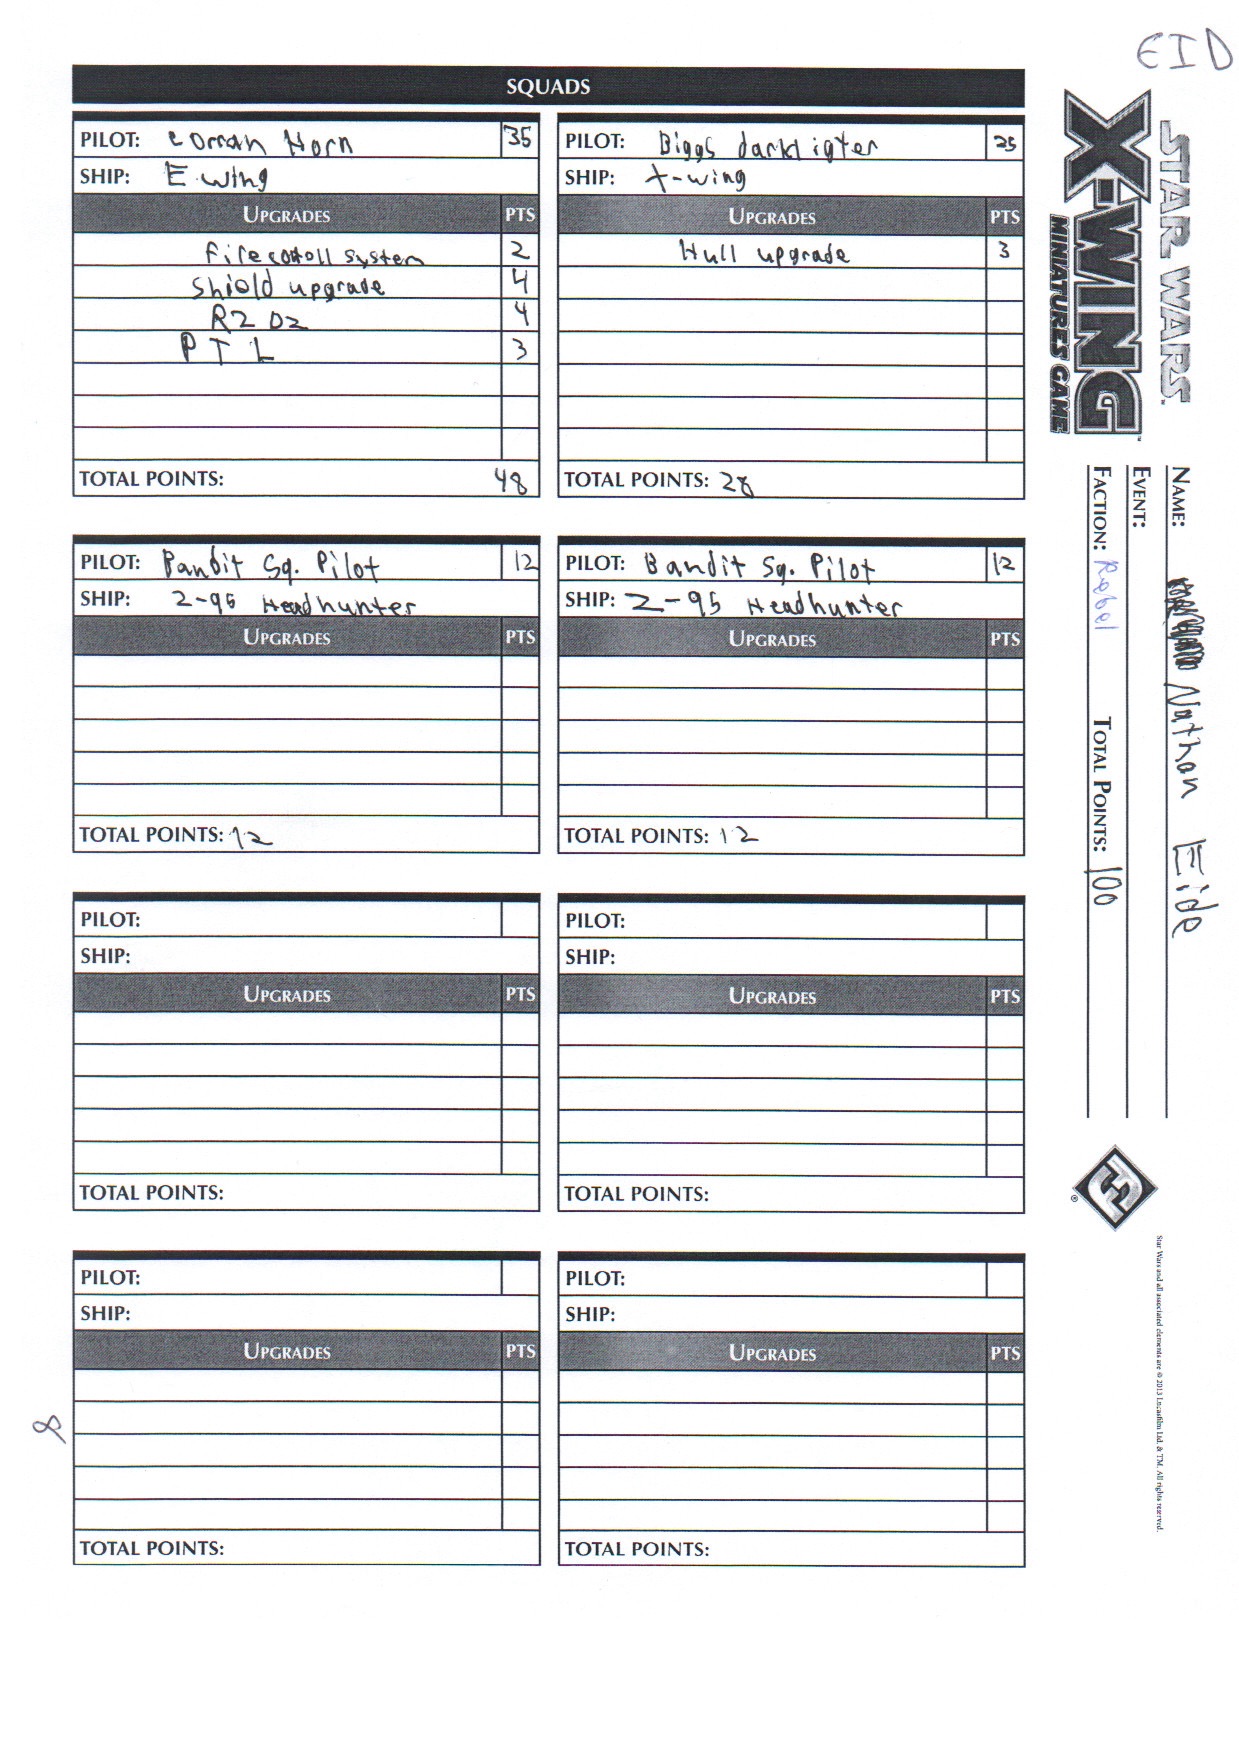 EID
SQUADS
PILOT: Corran Horn 35
SHIP: E-wing
UPGRADES PTS
Firecotroll system 2
Shield upgrade 4
R2 D2 4
P T L 3
TOTAL POINTS: 48
PILOT: Biggs darkligter 25
SHIP: X-wing
UPGRADES PTS
Hull upgrade 3
TOTAL POINTS: 28
PILOT: Bandit Sq. Pilot 12
SHIP: Z-95 Headhunter
UPGRADES PTS
TOTAL POINTS: 12
PILOT: Bandit Sq. Pilot 12
SHIP: Z-95 Headhunter
UPGRADES PTS
TOTAL POINTS: 12
PILOT:
SHIP:
UPGRADES PTS
TOTAL POINTS:
PILOT:
SHIP:
UPGRADES PTS
TOTAL POINTS:
PILOT:
SHIP:
UPGRADES PTS
TOTAL POINTS:
PILOT:
SHIP:
UPGRADES PTS
TOTAL POINTS:
8
STAR WARS™
X-WING™
MINIATURES GAME
NAME: Nathan Eide
EVENT:
FACTION: Rebel TOTAL POINTS: 100
®
Star Wars and all associated elements are © 2013 Lucasfilm Ltd. & TM. All rights reserved.